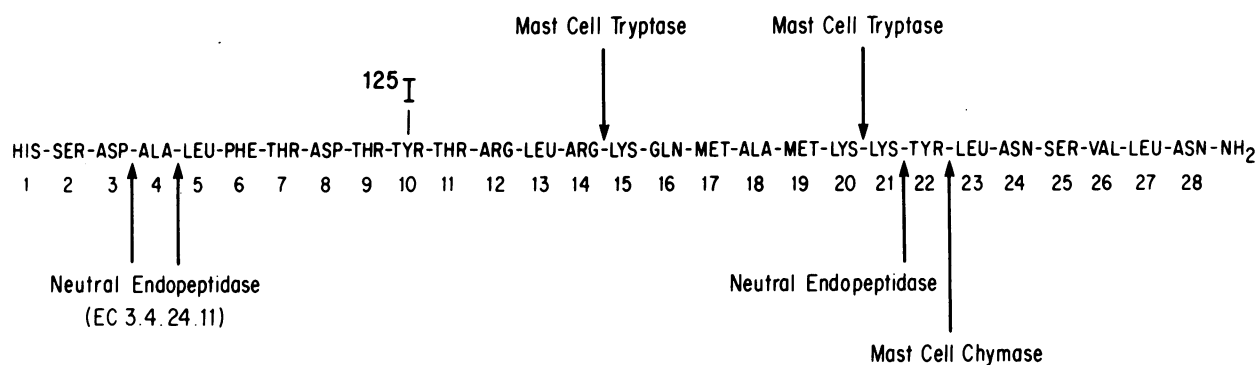 Mast Cell Tryptase Mast Cell Tryptase
125I
HIS-SER-ASP-ALA-LEU-PHE-THR-ASP-THR-TYR-THR-ARG-LEU-ARG-LYS-GLN-MET-ALA-MET-LYS-LYS-TYR-LEU-ASN-SER-VAL-LEU-ASN-NH2
1 2 3 4 5 6 7 8 9 10 11 12 13 14 15 16 17 18 19 20 21 22 23 24 25 26 27 28
Neutral Endopeptidase Neutral Endopeptidase
(EC 3.4.24.11)
Mast Cell Chymase